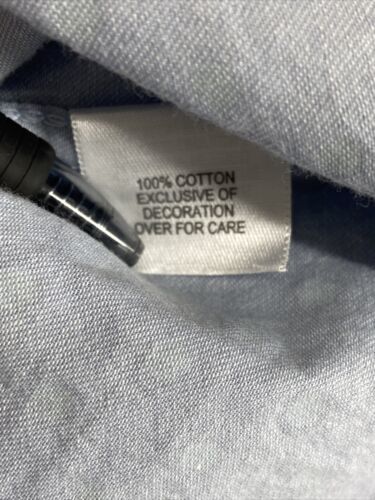 100% COTTON
EXCLUSIVE OF
DECORATION
OVER FOR CARE